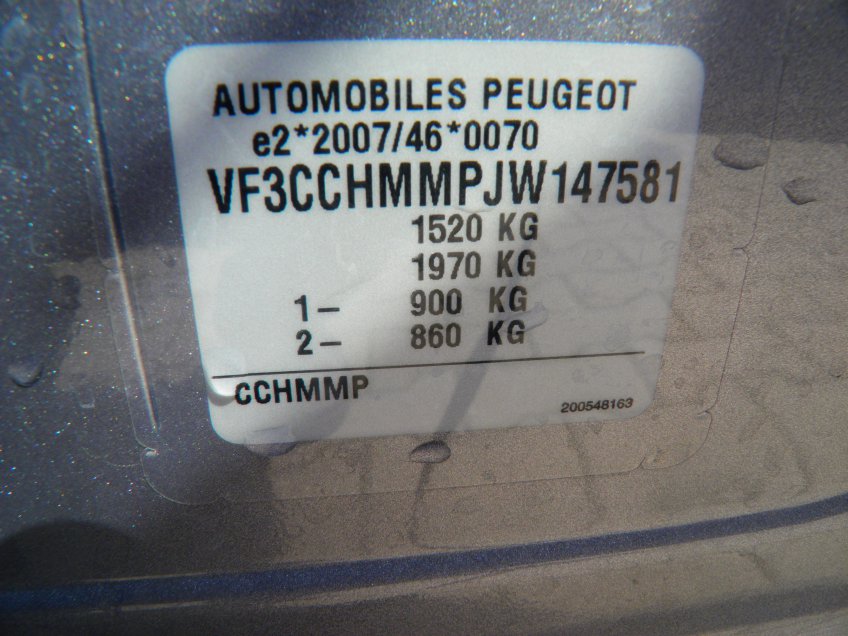 AUTOMOBILES PEUGEOT
e2*2007/46*0070
VF3CCHMMPJW147581
1520 KG
1970 KG
1- 900 KG
2- 860 KG
CCHMMP
200548163